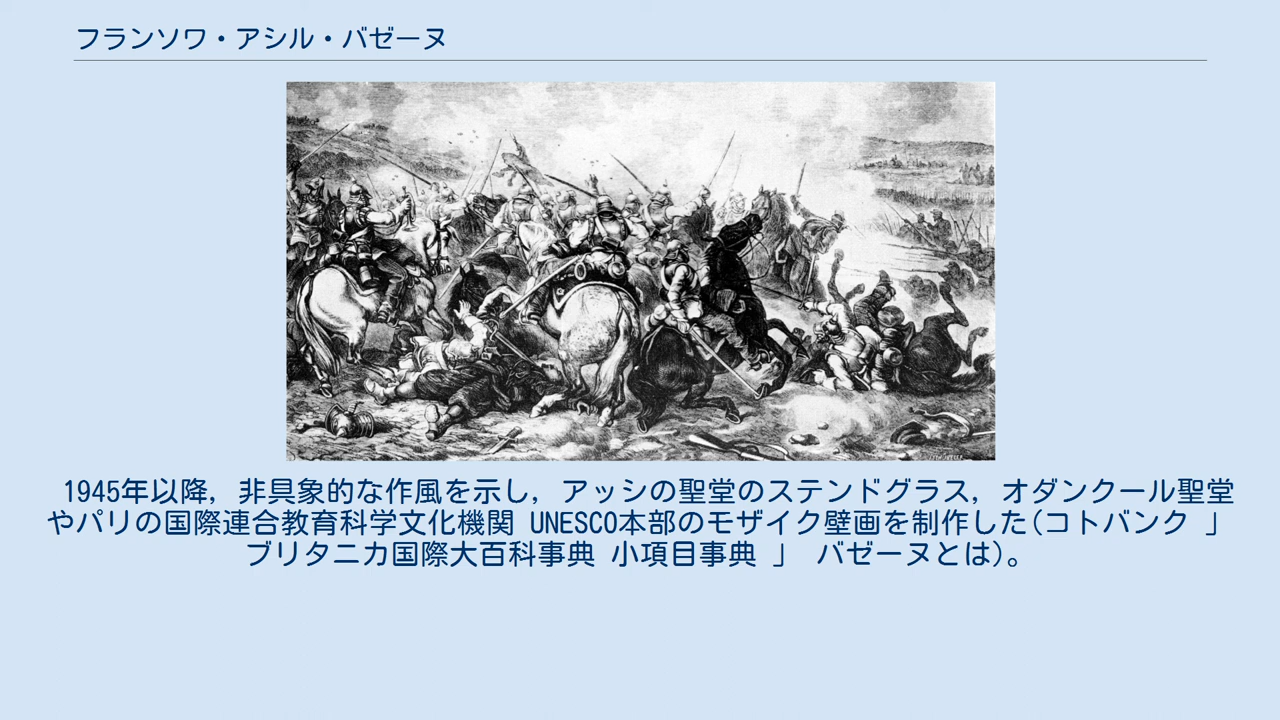 フランソワ・アシル・バゼーヌ
1945年以降, 非具象的な作風を示し, アッシの聖堂のステンドグラス, オダンクール聖堂
やパリの国際連合教育科学文化機関 UNESCO本部のモザイク壁画を制作した(コトバンク 」
ブリタニカ国際大百科事典 小項目事典 」 バゼーヌとは)。